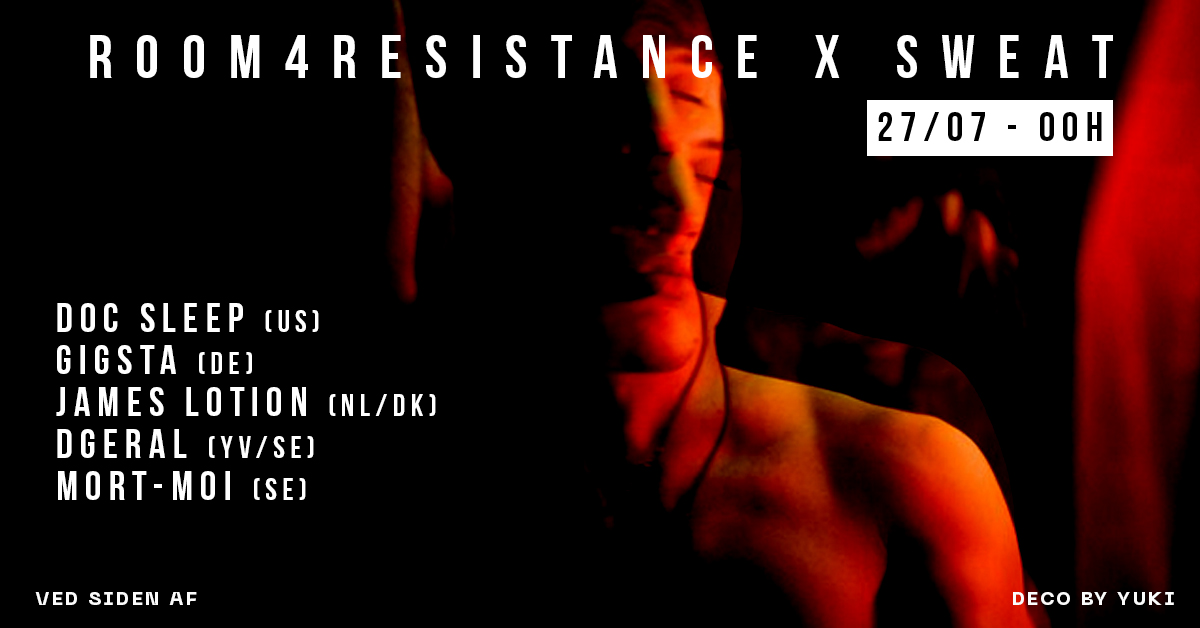 ROOM4RESISTANCE X SWEAT
27/07 - 00H
DOC SLEEP (US)
GIGSTA (DE)
JAMES LOTION (NL/DK)
DGERAL (YV/SE)
MORT-MOI (SE)
VED SIDEN AF
DECO BY YUKI